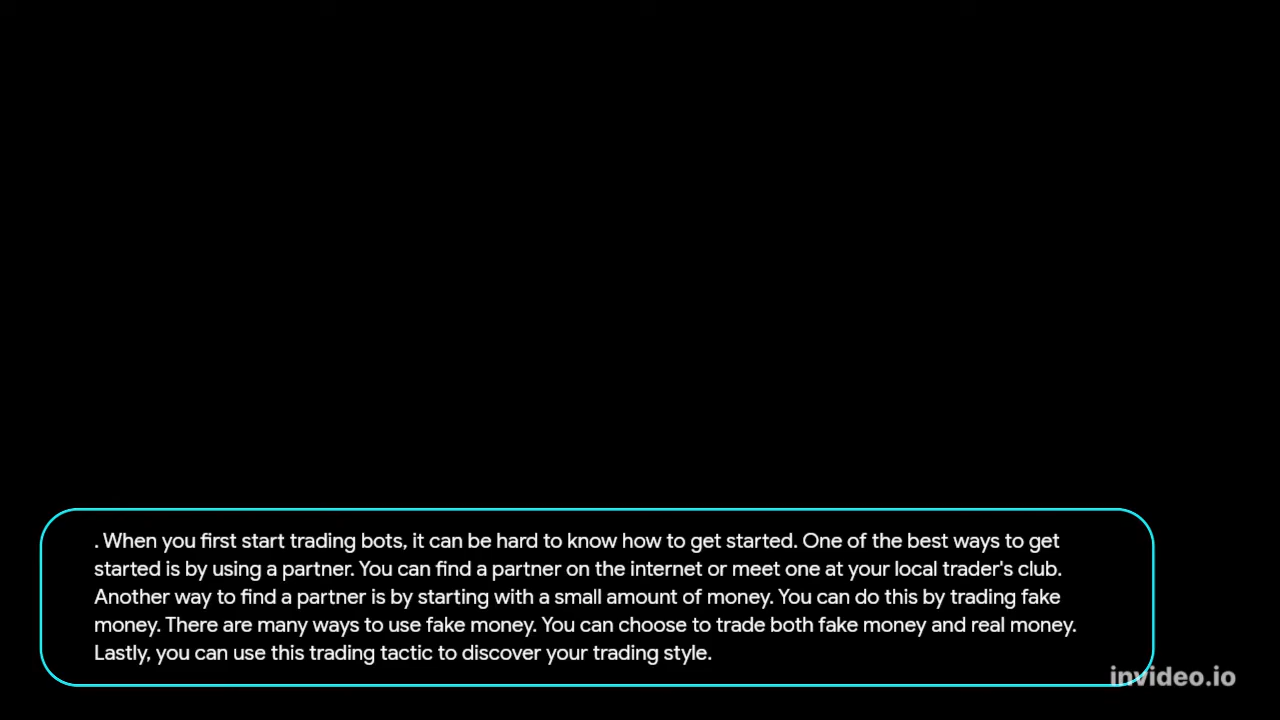 . When you first start trading bots, it can be hard to know how to get started. One of the best ways to get
started is by using a partner. You can find a partner on the internet or meet one at your local trader's club.
Another way to find a partner is by starting with a small amount of money. You can do this by trading fake
money. There are many ways to use fake money. You can choose to trade both fake money and real money.
Lastly, you can use this trading tactic to discover your trading style.
invideo.io